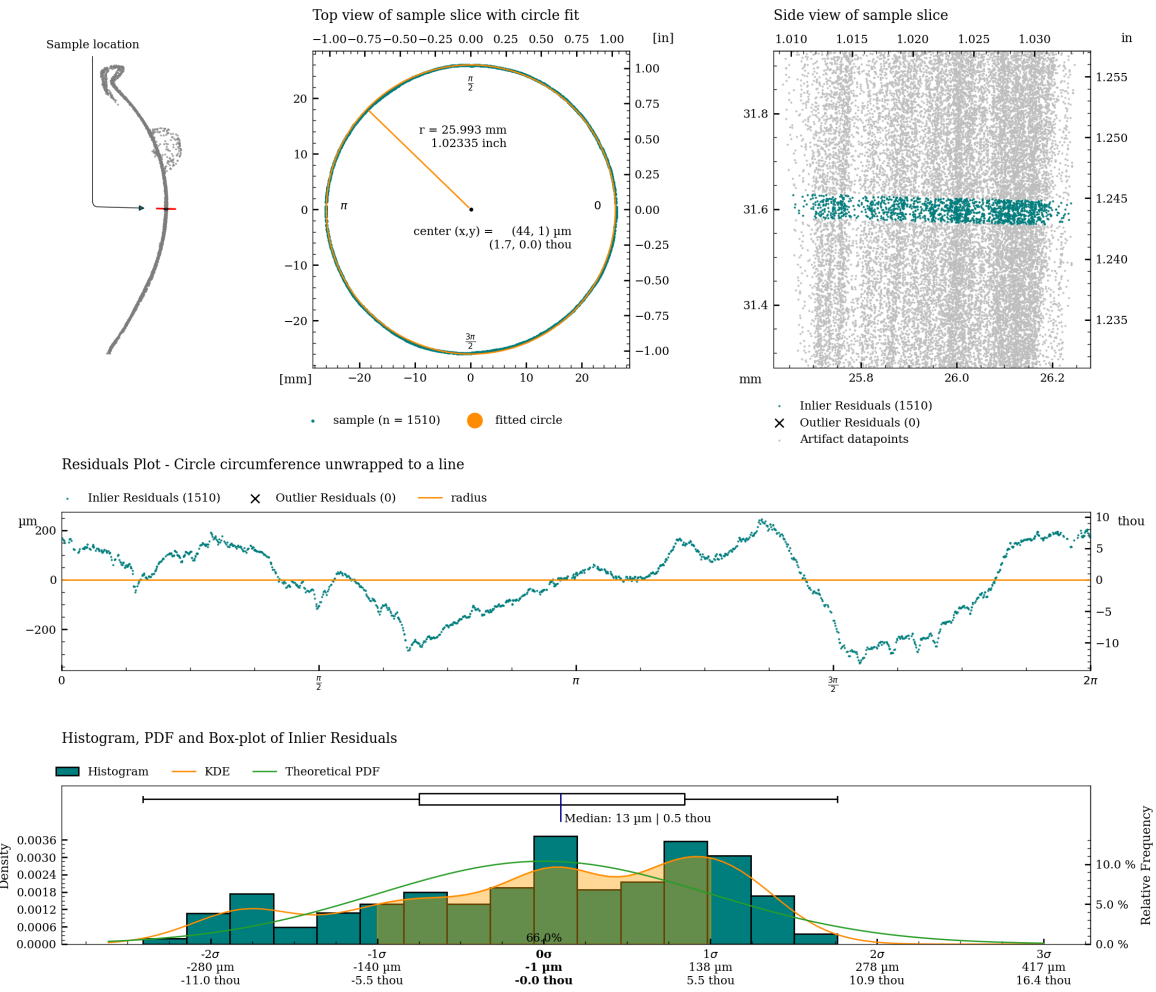 Sample location
Top view of sample slice with circle fit
−1.00 −0.75 −0.50 −0.25 0.00 0.25 0.50 0.75 1.00 [in]
20
10
0
−10
−20
[mm]
−20 −10 0 10 20
1.00
0.75
0.50
0.25
0.00
−0.25
−0.50
−0.75
−1.00
π/2
r = 25.993 mm
1.02335 inch
π
0
center (x,y) = (44, 1) µm
(1.7, 0.0) thou
3π/2
sample (n = 1510) fitted circle
Side view of sample slice
1.010 1.015 1.020 1.025 1.030 in
31.8
31.6
31.4
1.255
1.250
1.245
1.240
1.235
mm 25.8 26.0 26.2
Inlier Residuals (1510)
Outlier Residuals (0)
Artifact datapoints
Residuals Plot - Circle circumference unwrapped to a line
Inlier Residuals (1510) Outlier Residuals (0) radius
µm
200
0
−200
thou
10
5
0
−5
−10
0 π/2 π 3π/2 2π
Histogram, PDF and Box-plot of Inlier Residuals
Histogram KDE Theoretical PDF
Median: 13 µm | 0.5 thou
Density
0.0036
0.0030
0.0024
0.0018
0.0012
0.0006
0.0000
Relative Frequency
10.0 %
5.0 %
0.0 %
66.0%
-2σ -1σ 0σ 1σ 2σ 3σ
-280 µm -140 µm -1 µm 138 µm 278 µm 417 µm
-11.0 thou -5.5 thou -0.0 thou 5.5 thou 10.9 thou 16.4 thou